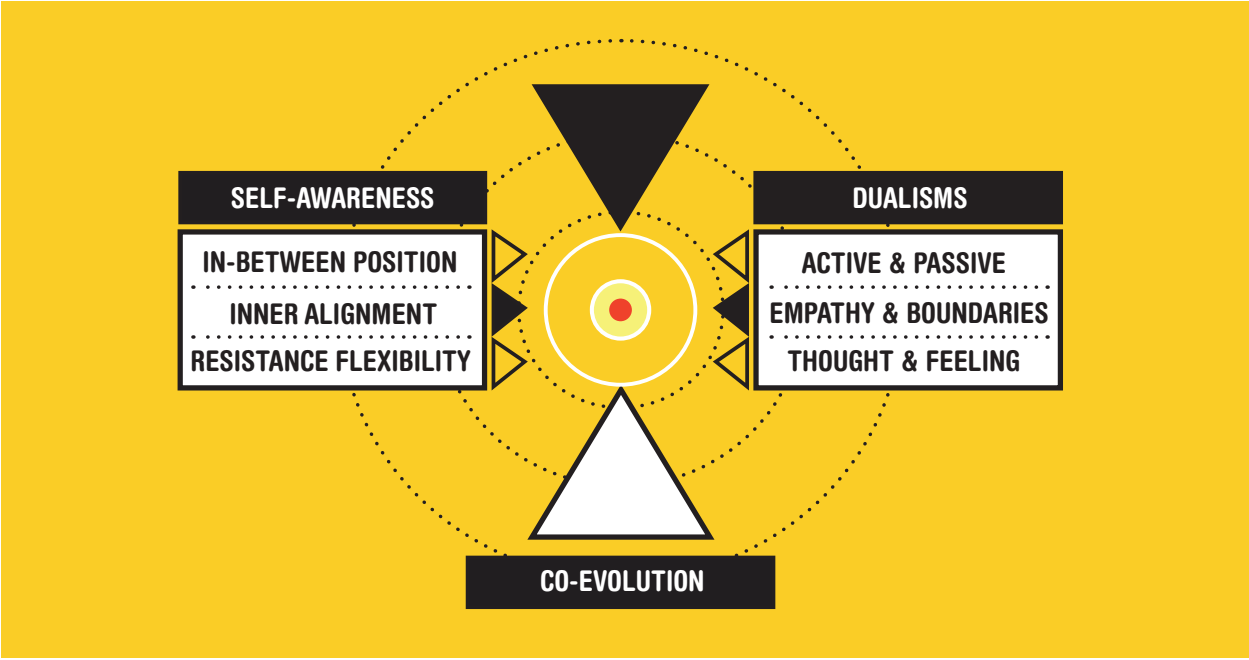 SELF-AWARENESS
IN-BETWEEN POSITION
INNER ALIGNMENT
RESISTANCE FLEXIBILITY
DUALISMS
ACTIVE & PASSIVE
EMPATHY & BOUNDARIES
THOUGHT & FEELING
CO-EVOLUTION